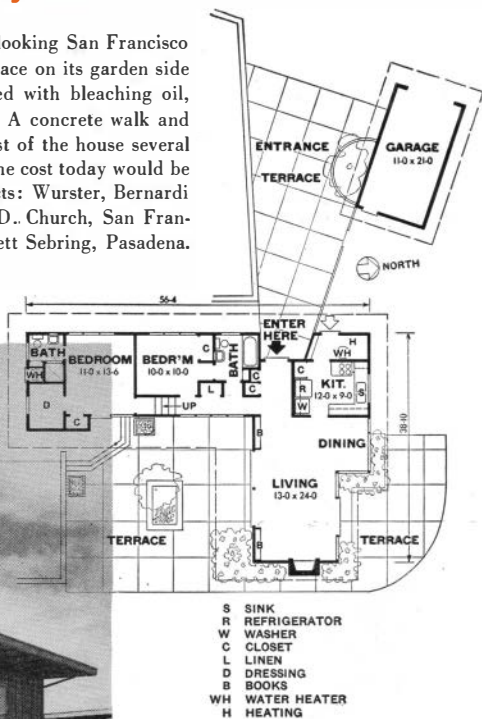 looking San Francisco
ace on its garden side
ed with bleaching oil,
A concrete walk and
st of the house several
ne cost today would be
cts: Wurster, Bernardi
D. Church, San Fran-
ett Sebring, Pasadena.
ENTRANCE
TERRACE
GARAGE
11-0 x 21-0
NORTH
56-4
ENTER
HERE
BATH
WH
BEDROOM
11-0 x 13-6
BEDR'M
10-0 x 10-0
C
BATH
H
WH
D
C
L
C
C
C
R
W
KIT.
12-0 x 9-0
S
UP
38-10
B
DINING
LIVING
13-0 x 24-0
TERRACE
B
TERRACE
S SINK
R REFRIGERATOR
W WASHER
C CLOSET
L LINEN
D DRESSING
B BOOKS
WH WATER HEATER
H HEATING